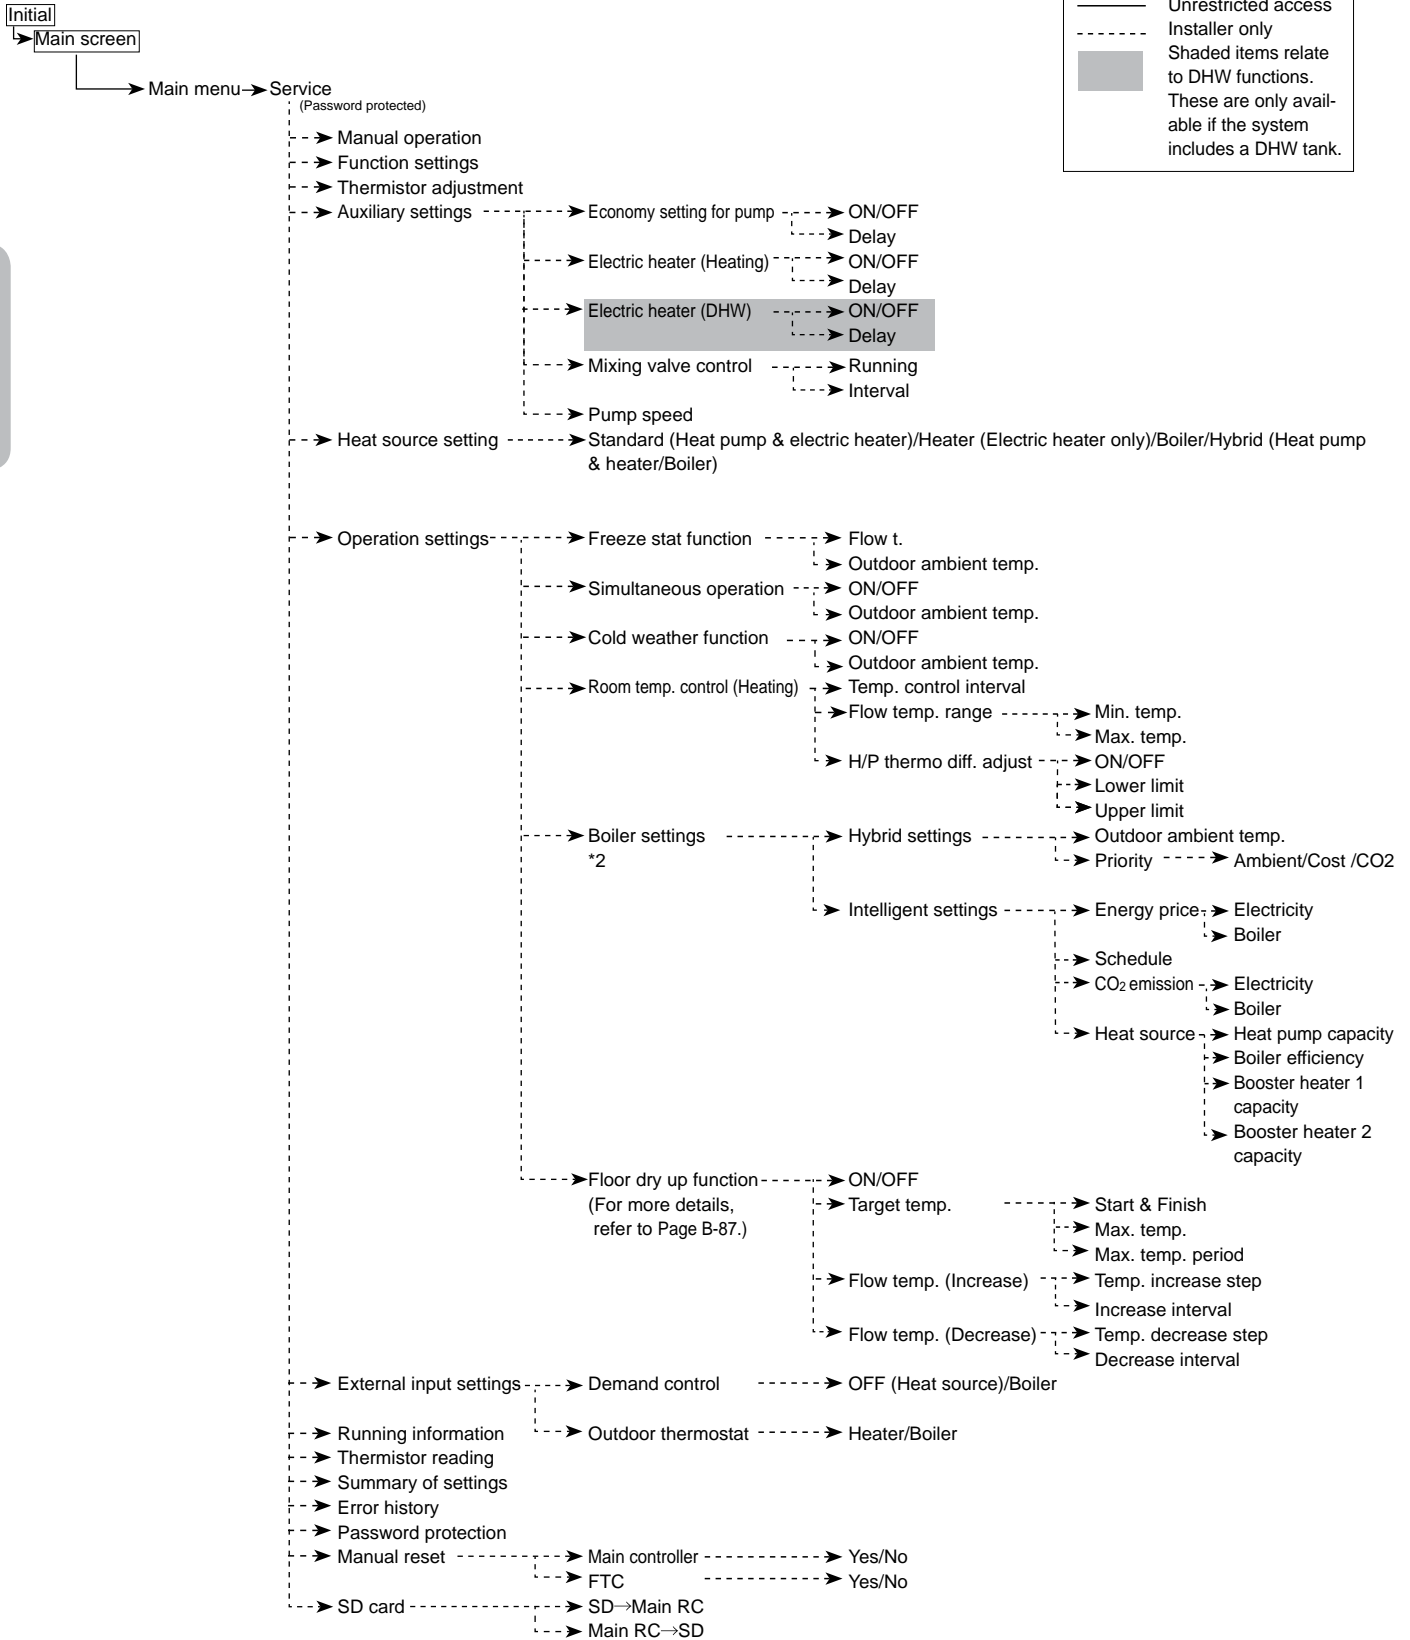 Initial
Main screen
Unrestricted access
Installer only
Shaded items relate
to DHW functions.
These are only avail-
able if the system
includes a DHW tank.
Main menu
Service
(Password protected)
Manual operation
Function settings
Thermistor adjustment
Auxiliary settings
Economy setting for pump
ON/OFF
Delay
Electric heater (Heating)
ON/OFF
Delay
Electric heater (DHW)
ON/OFF
Delay
Mixing valve control
Running
Interval
Pump speed
Heat source setting
Standard (Heat pump & electric heater)/Heater (Electric heater only)/Boiler/Hybrid (Heat pump
& heater/Boiler)
Operation settings
Freeze stat function
Flow t.
Outdoor ambient temp.
Simultaneous operation
ON/OFF
Outdoor ambient temp.
Cold weather function
ON/OFF
Outdoor ambient temp.
Room temp. control (Heating)
Temp. control interval
Flow temp. range
Min. temp.
Max. temp.
H/P thermo diff. adjust
ON/OFF
Lower limit
Upper limit
Boiler settings
*2
Hybrid settings
Outdoor ambient temp.
Priority
Ambient/Cost /CO2
Intelligent settings
Energy price
Electricity
Boiler
Schedule
CO2 emission
Electricity
Boiler
Heat source
Heat pump capacity
Boiler efficiency
Booster heater 1
capacity
Booster heater 2
capacity
Floor dry up function
(For more details,
refer to Page B-87.)
ON/OFF
Target temp.
Start & Finish
Max. temp.
Max. temp. period
Flow temp. (Increase)
Temp. increase step
Increase interval
Flow temp. (Decrease)
Temp. decrease step
Decrease interval
External input settings
Demand control
OFF (Heat source)/Boiler
Outdoor thermostat
Heater/Boiler
Running information
Thermistor reading
Summary of settings
Error history
Password protection
Manual reset
Main controller
Yes/No
FTC
Yes/No
SD card
SD→Main RC
Main RC→SD